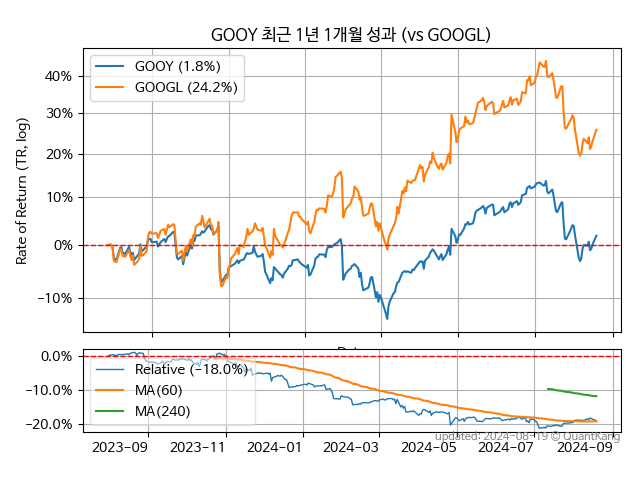 GOOY 최근 1년 1개월 성과 (vs GOOGL)
Rate of Return (TR, log)
40%
30%
20%
10%
0%
−10%
GOOY (1.8%)
GOOGL (24.2%)
0.0%
−10.0%
−20.0%
Relative (−18.0%)
MA(60)
MA(240)
2023−09
2023−11
2024−01
2024−03
2024−05
2024−07
2024−09
updated: 2024−08−19 © QuantKang